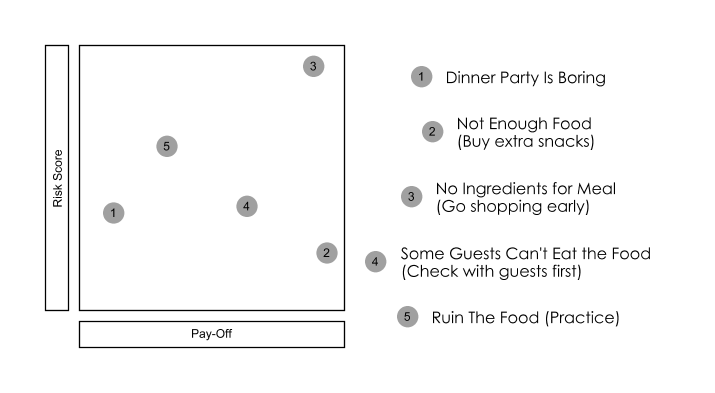 Risk Score
3
5
1
4
2
Pay-Off
1 Dinner Party Is Boring
2 Not Enough Food
(Buy extra snacks)
3 No Ingredients for Meal
(Go shopping early)
4 Some Guests Can't Eat the Food
(Check with guests first)
5 Ruin The Food (Practice)